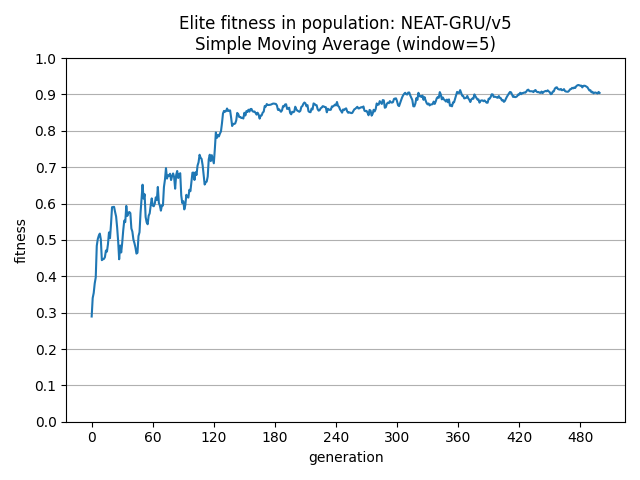 Elite fitness in population: NEAT-GRU/v5
Simple Moving Average (window=5)
1.0
0.9
0.8
0.7
0.6
0.5
0.4
0.3
0.2
0.1
0.0
fitness
0 60 120 180 240 300 360 420 480
generation